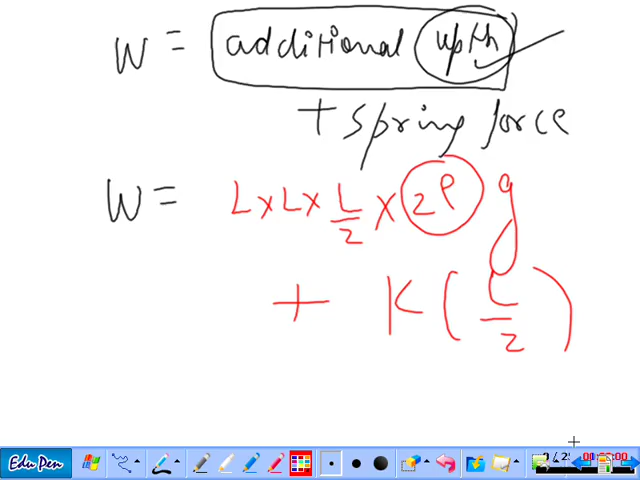 W = additional upth
+ spring force
W = L x L x L/2 x 2ρ g
+ K ( L/2 )
Edu Pen